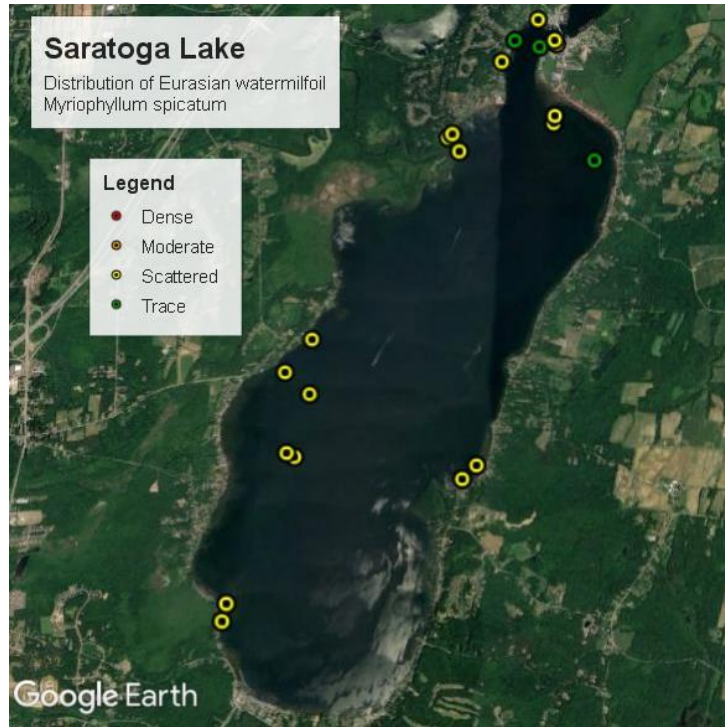 Saratoga Lake
Distribution of Eurasian watermilfoil
Myriophyllum spicatum
Legend
Dense
Moderate
Scattered
Trace
Google Earth